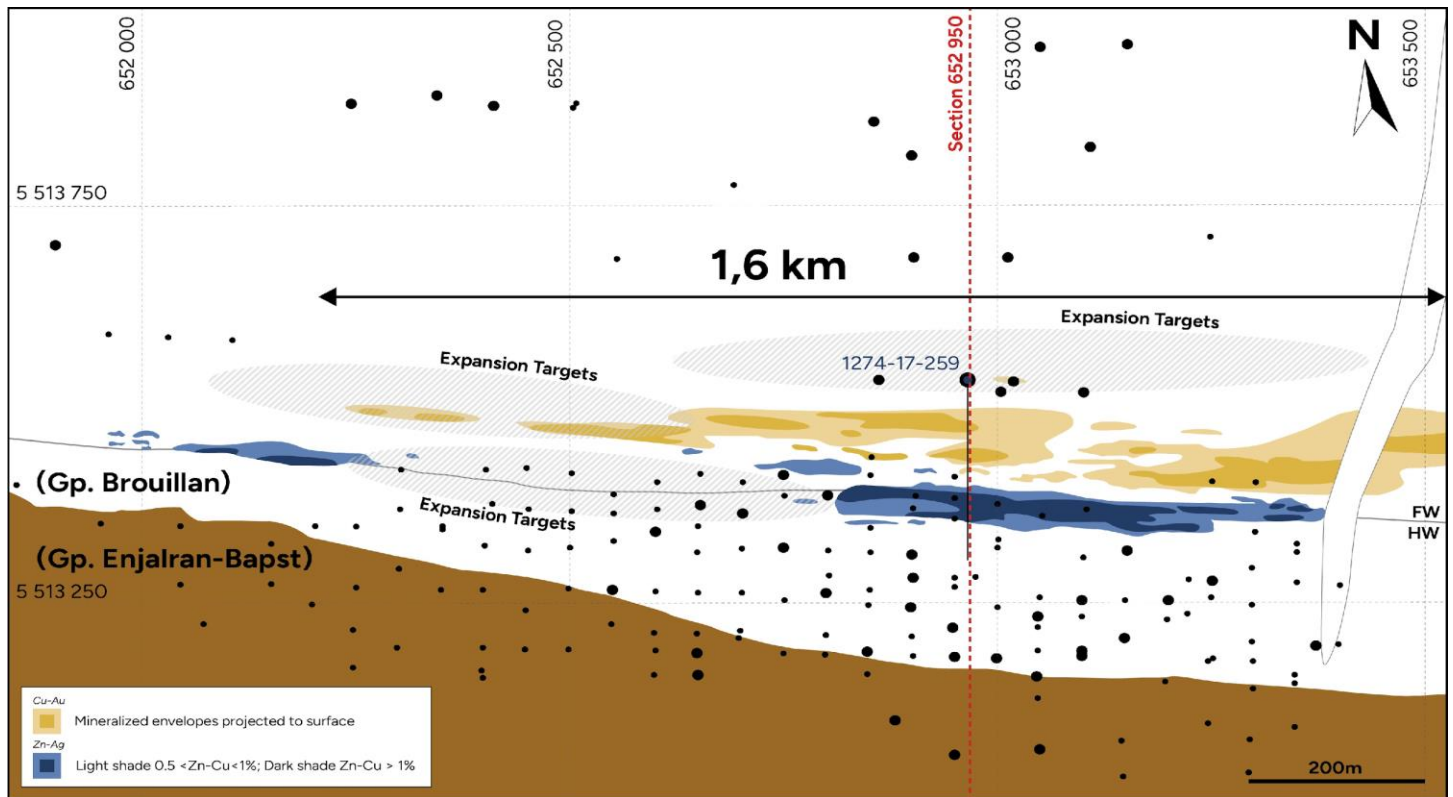 652 000
652 500
Section 652 950
653 000
N
653 500
5 513 750
1,6 km
Expansion Targets
Expansion Targets
1274-17-259
(Gp. Brouillan)
Expansion Targets
FW
HW
(Gp. Enjalran-Bapst)
5 513 250
Cu-Au
Mineralized envelopes projected to surface
Zn-Ag
Light shade 0.5 <Zn-Cu<1%; Dark shade Zn-Cu > 1%
200m